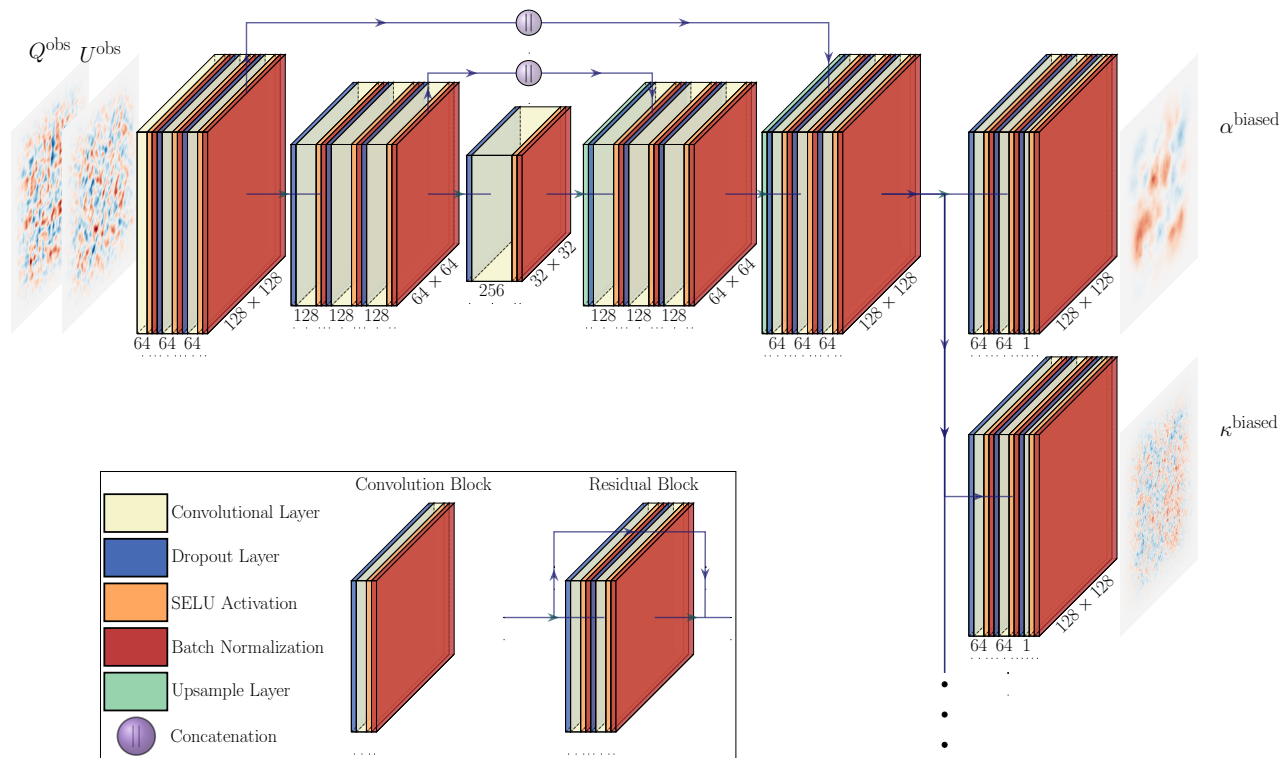 Q^obs U^obs
α^biased
κ^biased
64 64 64
128 × 128
128 128 128
64 × 64
256
32 × 32
128 128 128
64 × 64
64 64 64
128 × 128
64 64 1
128 × 128
64 64 1
128 × 128
Convolution Block
Residual Block
Convolutional Layer
Dropout Layer
SELU Activation
Batch Normalization
Upsample Layer
Concatenation